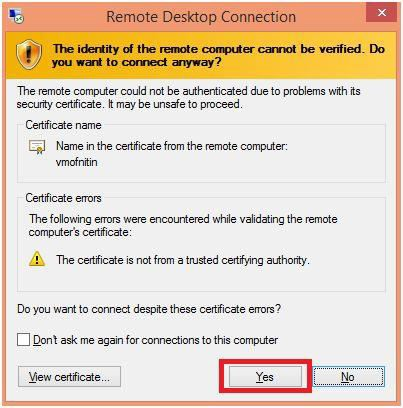 Remote Desktop Connection
The identity of the remote computer cannot be verified. Do
you want to connect anyway?
The remote computer could not be authenticated due to problems with its
security certificate. It may be unsafe to proceed.
Certificate name
Name in the certificate from the remote computer:
vmofnitin
Certificate errors
The following errors were encountered while validating the remote
computer's certificate:
The certificate is not from a trusted certifying authority.
Do you want to connect despite these certificate errors?
Don't ask me again for connections to this computer
View certificate...
Yes
No